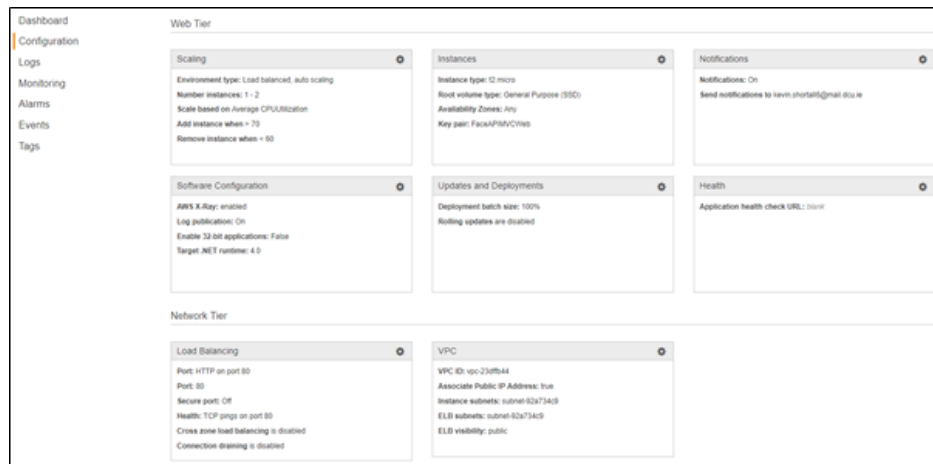 Dashboard
Configuration
Logs
Monitoring
Alarms
Events
Tags
Web Tier
Scaling
Environment type: Load balanced, auto scaling
Number instances: 1 - 2
Scale based on Average CPUUtilization
Add instance when > 70
Remove instance when < 60
Instances
Instance type: t2.micro
Root volume type: General Purpose (SSD)
Availability Zones: Any
Key pair: FaceAPIMVCWeb
Notifications
Notifications: On
Send notifications to kevin.shortall6@mail.dcu.ie
Software Configuration
AWS X-Ray: enabled
Log publication: On
Enable 32-bit applications: False
Target .NET runtime: 4.0
Updates and Deployments
Deployment batch size: 100%
Rolling updates are disabled
Health
Application health check URL: blank
Network Tier
Load Balancing
Port: HTTP on port 80
Port: 80
Secure port: Off
Health: TCP pings on port 80
Cross zone load balancing is disabled
Connection draining is disabled
VPC
VPC ID: vpc-23dffb44
Associate Public IP Address: true
Instance subnets: subnet-92a734c9
ELB subnets: subnet-92a734c9
ELB visibility: public